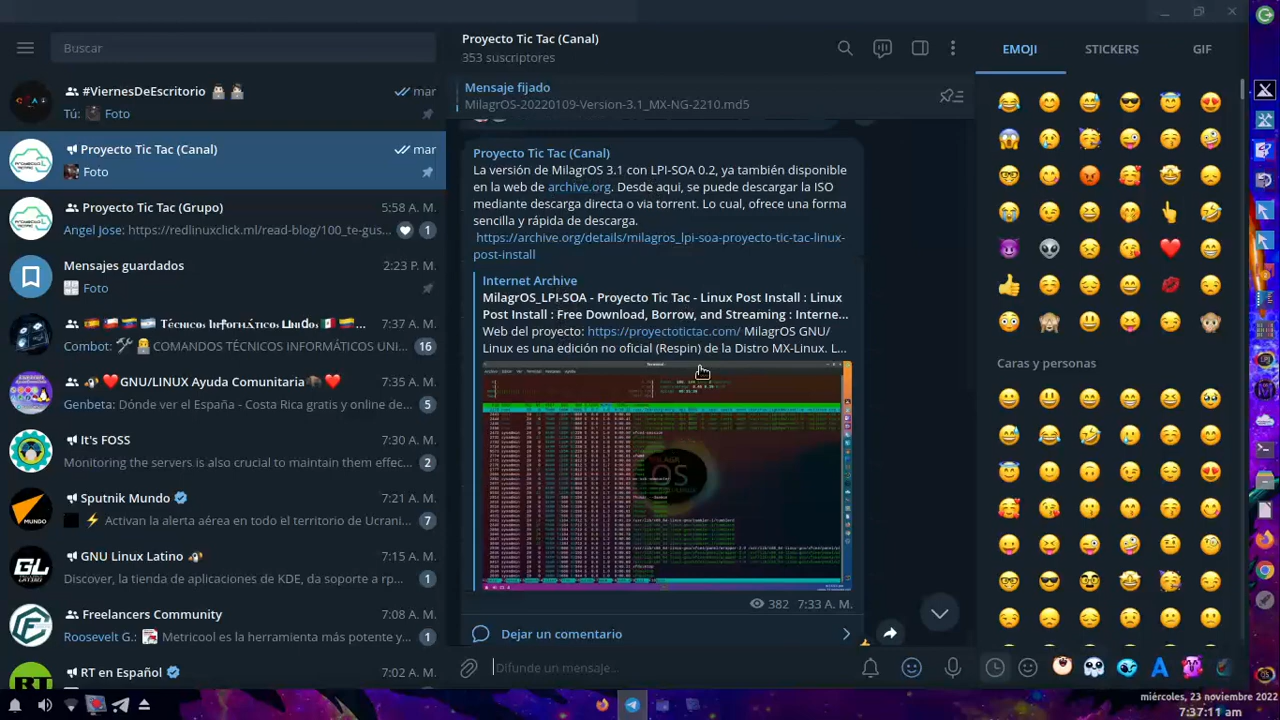 Buscar
#ViernesDeEscritorio
mar
Tú: Foto
Proyecto Tic Tac (Canal)
mar
Foto
Proyecto Tic Tac (Grupo)
5:58 A. M.
Angel Jose: https://redlinuxclick.ml/read-blog/100_te-gus...
1
Mensajes guardados
2:23 P. M.
Foto
Técnicos Informáticos Unidos
7:37 A. M.
Combot: COMANDOS TÉCNICOS INFORMÁTICOS UNI...
16
GNU/LINUX Ayuda Comunitaria
7:35 A. M.
Genbeta: Dónde ver el España - Costa Rica gratis y online de...
5
It's FOSS
7:30 A. M.
Monitoring the servers is also crucial to maintain them effec...
2
Sputnik Mundo
7:21 A. M.
Activan la alerta aérea en todo el territorio de Ucran...
7
GNU Linux Latino
7:15 A. M.
Discover, la tienda de aplicaciones de KDE, da soporte a rp...
1
Freelancers Community
7:08 A. M.
Roosevelt G.: Metricool es la herramienta más potente y...
1
RT en Español
7:02 A. M.
Proyecto Tic Tac (Canal)
353 suscriptores
Mensaje fijado
MilagrOS-20220109-Version-3.1_MX-NG-2210.md5
Proyecto Tic Tac (Canal)
La versión de MilagrOS 3.1 con LPI-SOA 0.2, ya también disponible
en la web de archive.org. Desde aquí, se puede descargar la ISO
mediante descarga directa o via torrent. Lo cual, ofrece una forma
sencilla y rápida de descarga.
https://archive.org/details/milagros_lpi-soa-proyecto-tic-tac-linux-
post-install
Internet Archive
MilagrOS_LPI-SOA - Proyecto Tic Tac - Linux Post Install : Linux
Post Install : Free Download, Borrow, and Streaming : Interne...
Web del proyecto: https://proyectotictac.com/ MilagrOS GNU/
Linux es una edición no oficial (Respin) de la Distro MX-Linux. L...
382 7:33 A. M.
Dejar un comentario
Difunde un mensaje...
EMOJI
STICKERS
GIF
Caras y personas
miércoles, 23 noviembre 2022
7:37:11 am